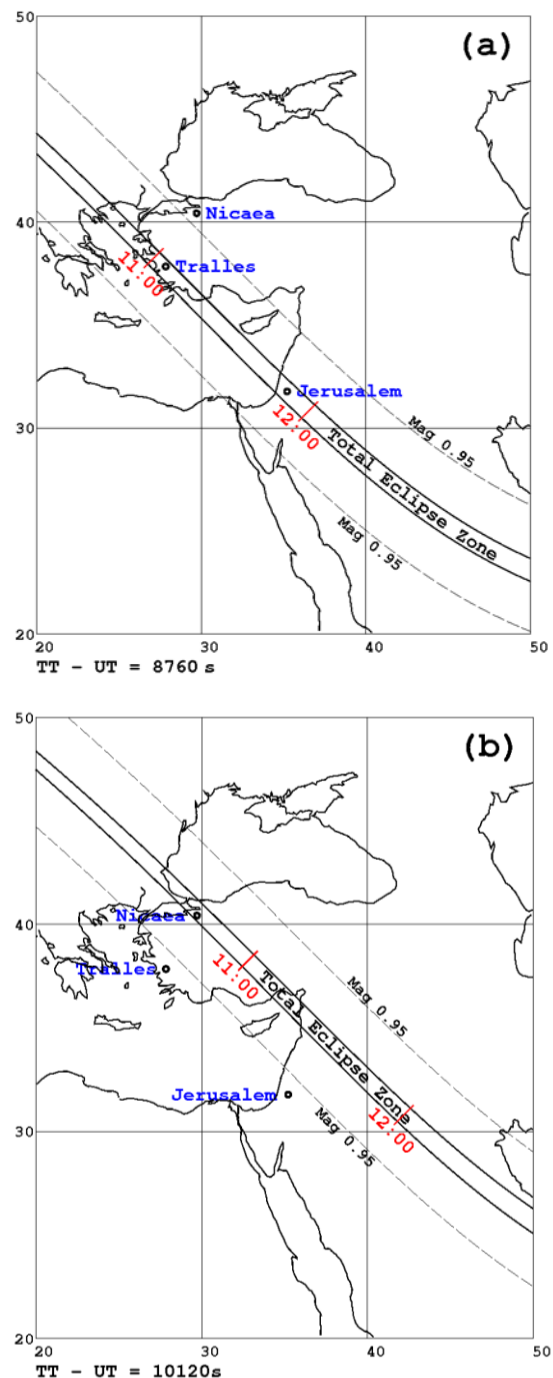 50
(a)
Nicaea
40
Tralles
11:00
Jerusalem
12:00
30
Mag 0.95
Total Eclipse Zone
Mag 0.95
20
20 30 40 50
TT - UT = 8760 s
50
(b)
Nicaea
40
Tralles
11:00
Total Eclipse Zone
Mag 0.95
Jerusalem
12:00
30
Mag 0.95
20
20 30 40 50
TT - UT = 10120s